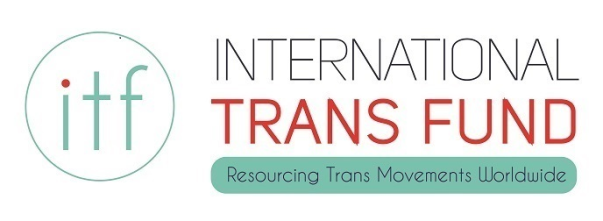 itf
INTERNATIONAL
TRANS FUND
Resourcing Trans Movements Worldwide